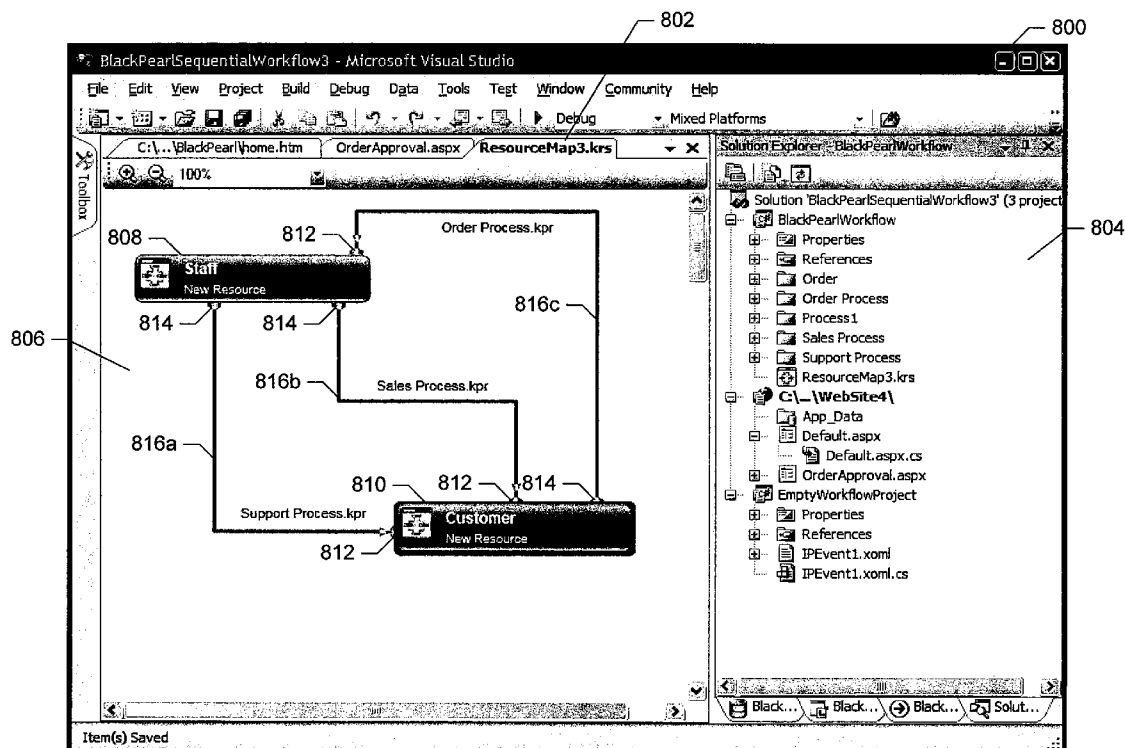 802
800
BlackPearlSequentialWorkflow3 - Microsoft Visual Studio
File Edit View Project Build Debug Data Tools Test Window Community Help
Debug Mixed Platforms
Toolbox
C:\...\BlackPearl\home.htm OrderApproval.aspx ResourceMap3.krs
100%
Solution Explorer - BlackPearlWorkflow
Solution 'BlackPearlSequentialWorkflow3' (3 project
BlackPearlWorkflow
Properties
References
Order
Order Process
Process1
Sales Process
Support Process
ResourceMap3.krs
C:\...\WebSite4\
App_Data
Default.aspx
Default.aspx.cs
OrderApproval.aspx
EmptyWorkflowProject
Properties
References
IPEvent1.xoml
IPEvent1.xoml.cs
804
Order Process.kpr
808
812
Staff
New Resource
814
814
816c
806
816b
Sales Process.kpr
816a
810
812
814
Support Process.kpr
Customer
New Resource
812
Black... Black... Black... Solut...
Item(s) Saved